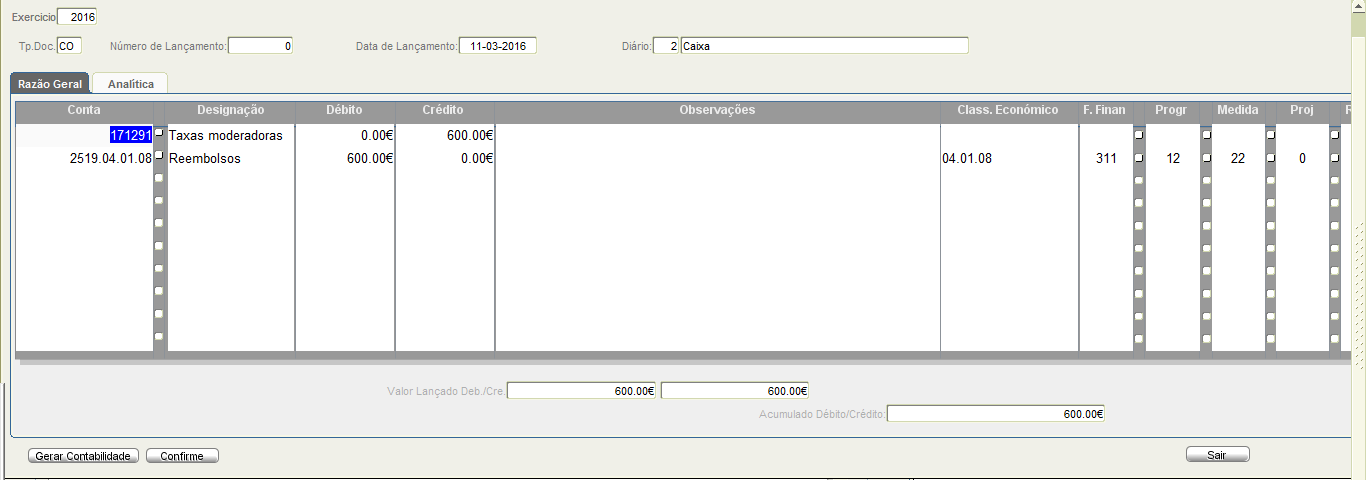 Exercicio 2016
Tp.Doc. CO Número de Lançamento: 0 Data de Lançamento: 11-03-2016 Diário: 2 Caixa
Razão Geral Analítica
Conta Designação Débito Crédito Observações Class. Económico F. Finan Progr Medida Proj R
171291 Taxas moderadoras 0.00€ 600.00€
2519.04.01.08 Reembolsos 600.00€ 0.00€ 04.01.08 311 12 22 0
Valor Lançado Deb./Cre. 600.00€ 600.00€
Acumulado Débito/Crédito: 600.00€
Gerar Contabilidade Confirme Sair